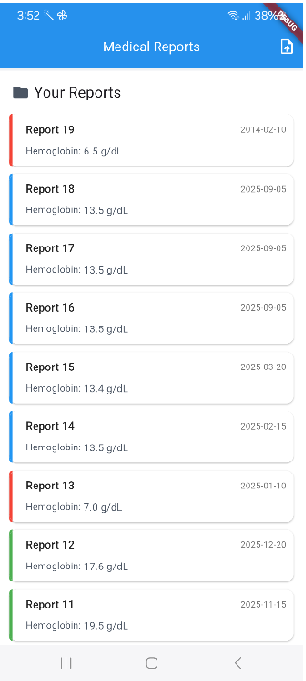 3:52 38%
DEBUG
Medical Reports
Your Reports
Report 19 2014-02-10
Hemoglobin: 6.5 g/dL
Report 18 2025-09-05
Hemoglobin: 13.5 g/dL
Report 17 2025-09-05
Hemoglobin: 13.5 g/dL
Report 16 2025-09-05
Hemoglobin: 13.5 g/dL
Report 15 2025-03-20
Hemoglobin: 13.4 g/dL
Report 14 2025-02-15
Hemoglobin: 13.5 g/dL
Report 13 2025-01-10
Hemoglobin: 7.0 g/dL
Report 12 2025-12-20
Hemoglobin: 17.6 g/dL
Report 11 2025-11-15
Hemoglobin: 19.5 g/dL